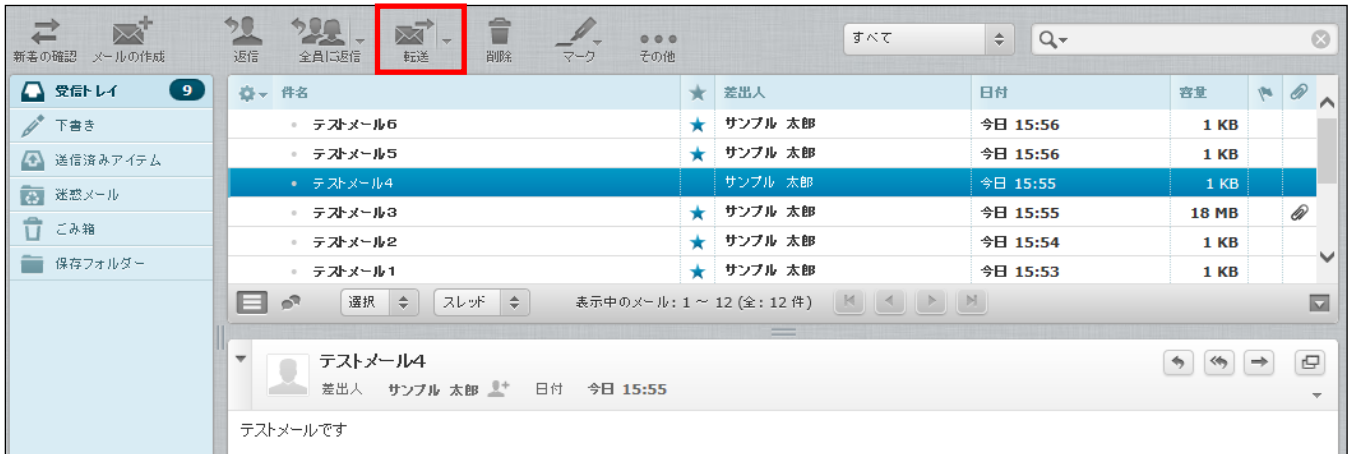 新着の確認 メールの作成 返信 全員に返信 転送 削除 マーク その他 すべて
受信トレイ 9
下書き
送信済みアイテム
迷惑メール
ごみ箱
保存フォルダー
件名 差出人 日付 容量
テストメール6 サンプル 太郎 今日 15:56 1 KB
テストメール5 サンプル 太郎 今日 15:56 1 KB
テストメール4 サンプル 太郎 今日 15:55 1 KB
テストメール3 サンプル 太郎 今日 15:55 18 MB
テストメール2 サンプル 太郎 今日 15:54 1 KB
テストメール1 サンプル 太郎 今日 15:53 1 KB
選択 スレッド 表示中のメール: 1 ~ 12 (全: 12 件)
テストメール4
差出人 サンプル 太郎 日付 今日 15:55
テストメールです